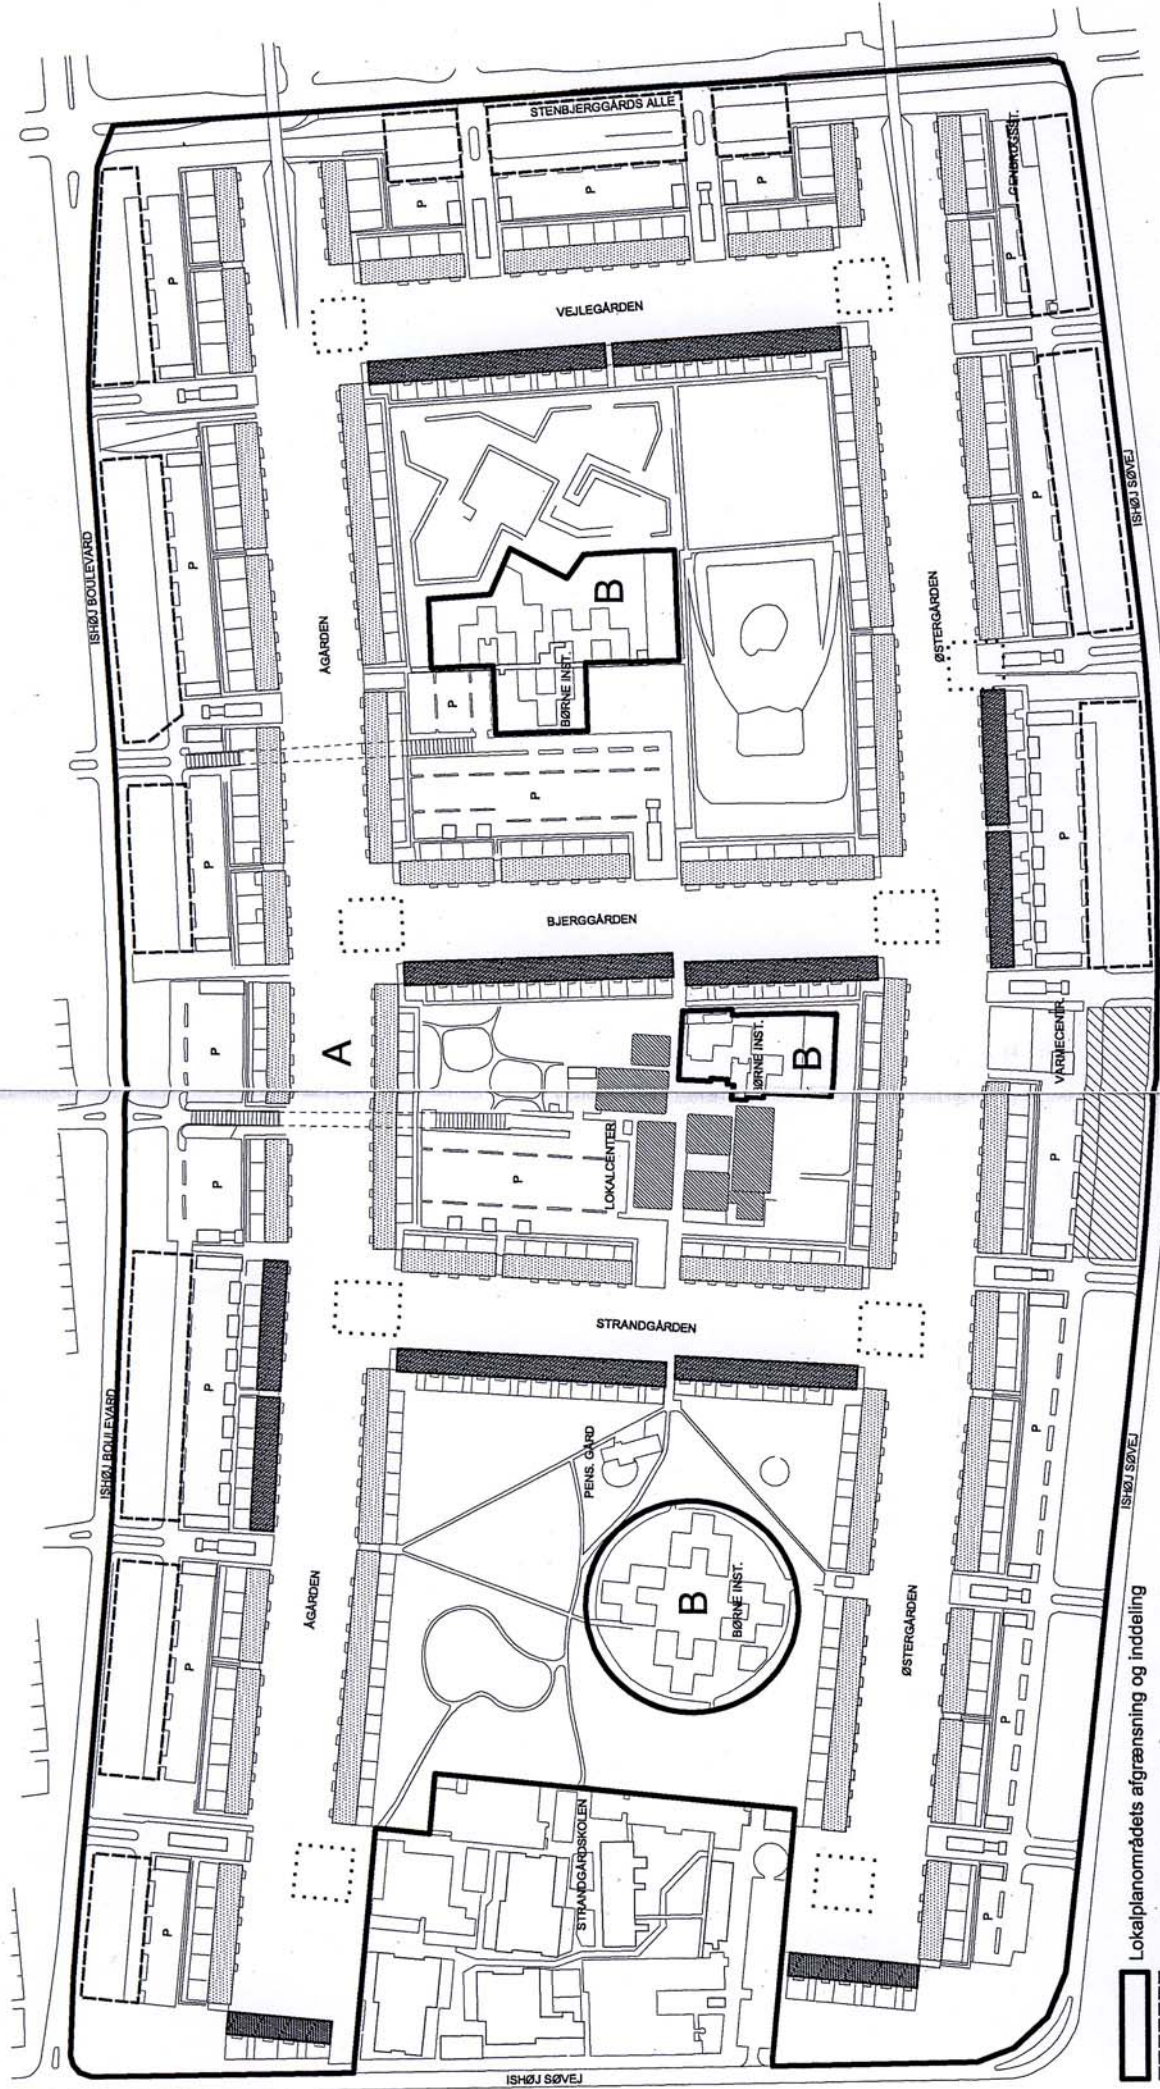 STENBJERGGÅRDS ALLE
P
P
P
P
GENBRUGSST.
P
VEJLEGÅRDEN
ISHØJ BOULEVARD
P
ÅGÅRDEN
B
BØRNE INST.
P
P
P
ØSTERGÅRDEN
ISHØJ SØVEJ
P
P
BJERGGÅRDEN
A
P
P
LOKALCENTER
P
BØRNE INST.
B
VARMECENTR.
P
STRANDGÅRDEN
ISHØJ BOULEVARD
P
PENS. GÅRD
P
ISHØJ SØVEJ
ÅGÅRDEN
P
B
BØRNE INST.
ØSTERGÅRDEN
P
STRANDGÅRDSKOLEN
P
P
ISHØJ SØVEJ
Lokalplanområdets afgrænsning og inddeling